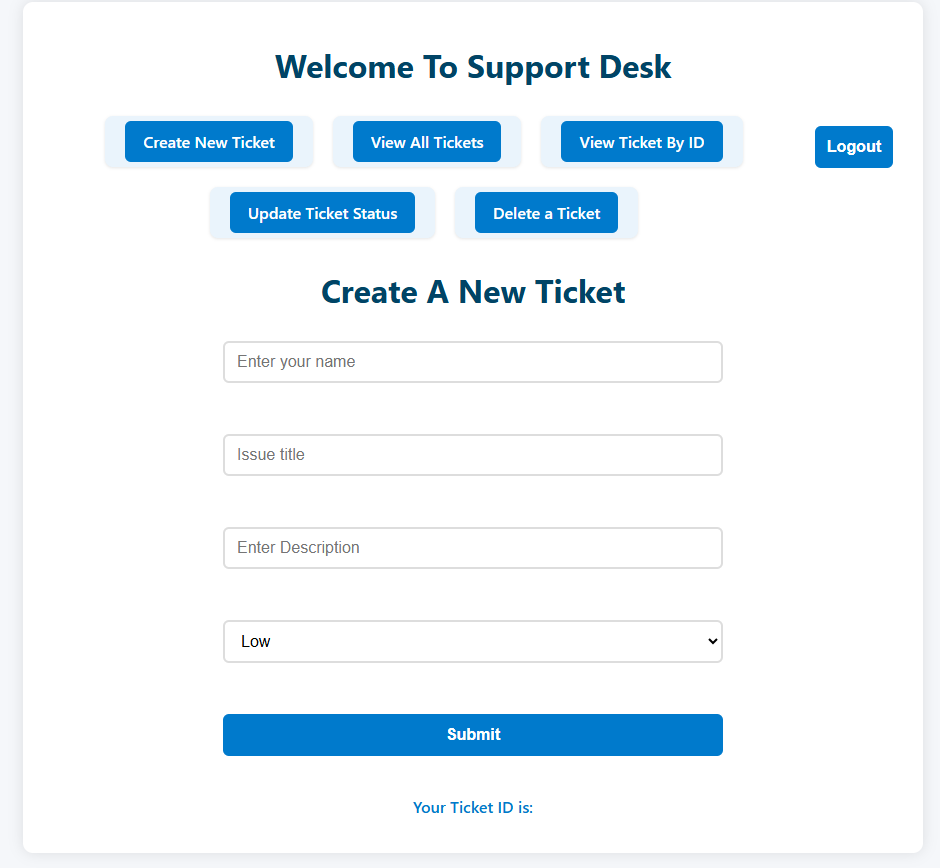 Welcome To Support Desk
Create New Ticket
View All Tickets
View Ticket By ID
Logout
Update Ticket Status
Delete a Ticket
Create A New Ticket
Enter your name
Issue title
Enter Description
Low
Submit
Your Ticket ID is: